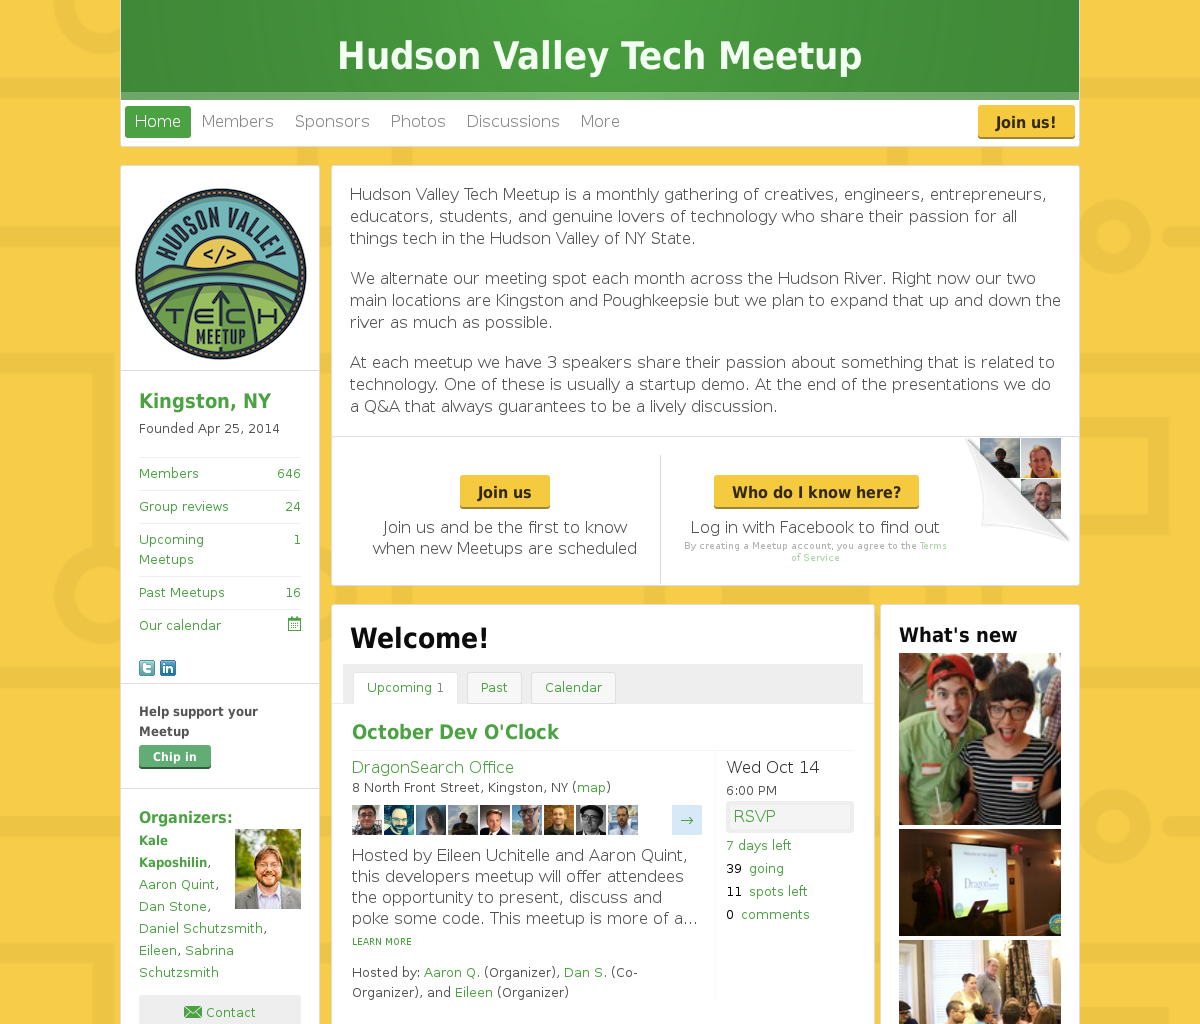 Hudson Valley Tech Meetup
Home Members Sponsors Photos Discussions More Join us!
HUDSON VALLEY
</>
TECH
MEETUP
Kingston, NY
Founded Apr 25, 2014
Members 646
Group reviews 24
Upcoming Meetups 1
Past Meetups 16
Our calendar
Help support your
Meetup
Chip in
Organizers:
Kale
Kaposhilin,
Aaron Quint,
Dan Stone,
Daniel Schutzsmith,
Eileen, Sabrina
Schutzsmith
Contact
Hudson Valley Tech Meetup is a monthly gathering of creatives, engineers, entrepreneurs,
educators, students, and genuine lovers of technology who share their passion for all
things tech in the Hudson Valley of NY State.
We alternate our meeting spot each month across the Hudson River. Right now our two
main locations are Kingston and Poughkeepsie but we plan to expand that up and down the
river as much as possible.
At each meetup we have 3 speakers share their passion about something that is related to
technology. One of these is usually a startup demo. At the end of the presentations we do
a Q&A that always guarantees to be a lively discussion.
Join us
Join us and be the first to know
when new Meetups are scheduled
Who do I know here?
Log in with Facebook to find out
By creating a Meetup account, you agree to the Terms
of Service
Welcome!
Upcoming 1 Past Calendar
October Dev O'Clock
DragonSearch Office
8 North Front Street, Kingston, NY (map)
→
Hosted by Eileen Uchitelle and Aaron Quint,
this developers meetup will offer attendees
the opportunity to present, discuss and
poke some code. This meetup is more of a...
LEARN MORE
Hosted by: Aaron Q. (Organizer), Dan S. (Co-
Organizer), and Eileen (Organizer)
Wed Oct 14
6:00 PM
RSVP
7 days left
39 going
11 spots left
0 comments
What's new
Dragon